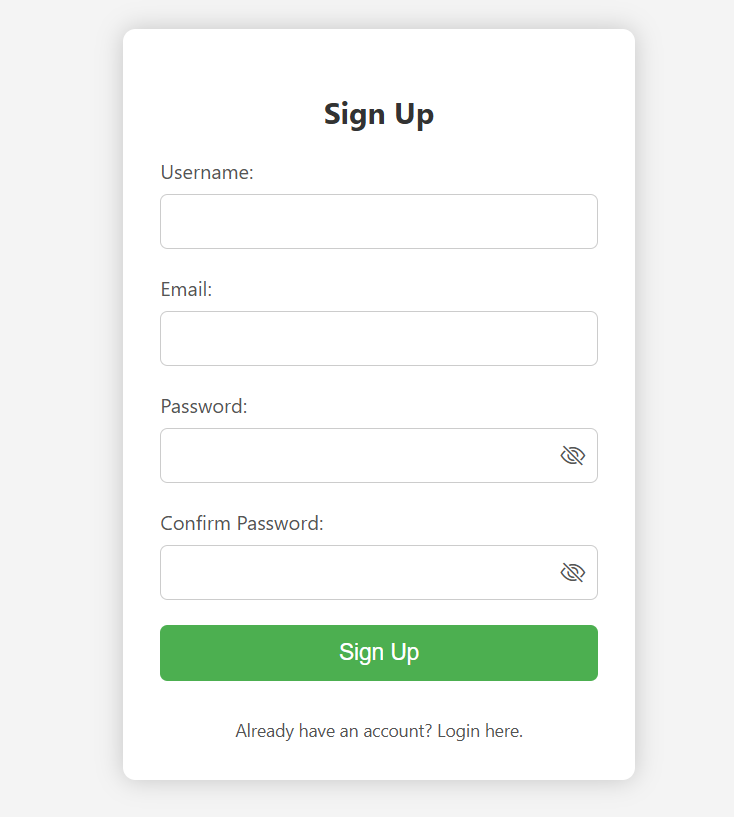 Sign Up
Username:
Email:
Password:
Confirm Password:
Sign Up
Already have an account? Login here.